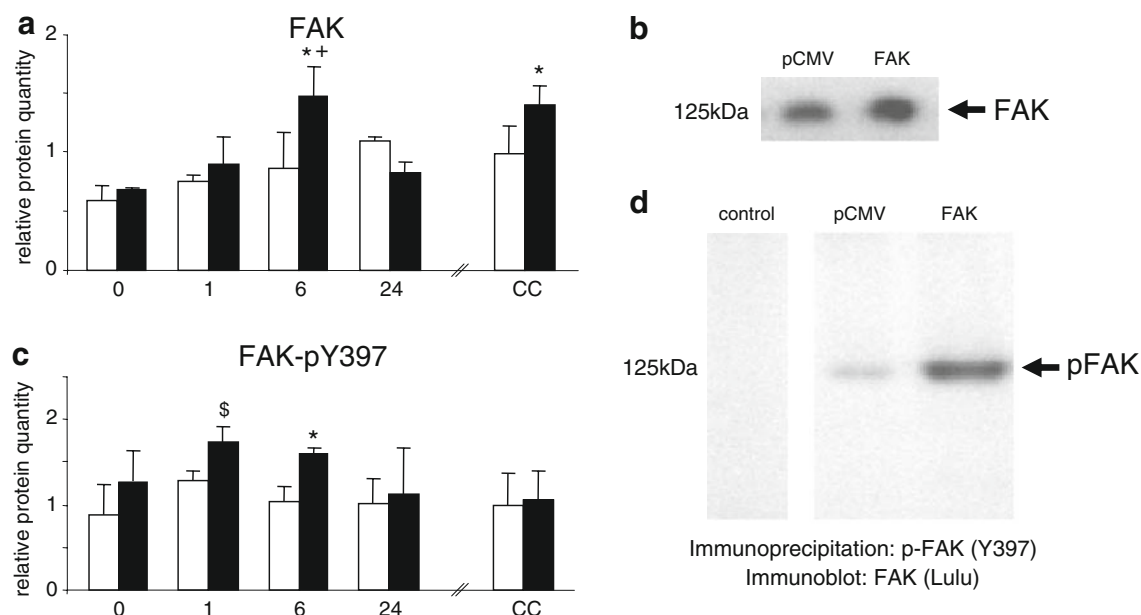 a
FAK
relative protein quantity
2
1
0
* +
*
0 1 6 24 CC
b
pCMV FAK
125kDa
FAK
c
FAK-pY397
relative protein quantity
2
1
0
$
*
0 1 6 24 CC
d
control pCMV FAK
125kDa
pFAK
Immunoprecipitation: p-FAK (Y397)
Immunoblot: FAK (Lulu)